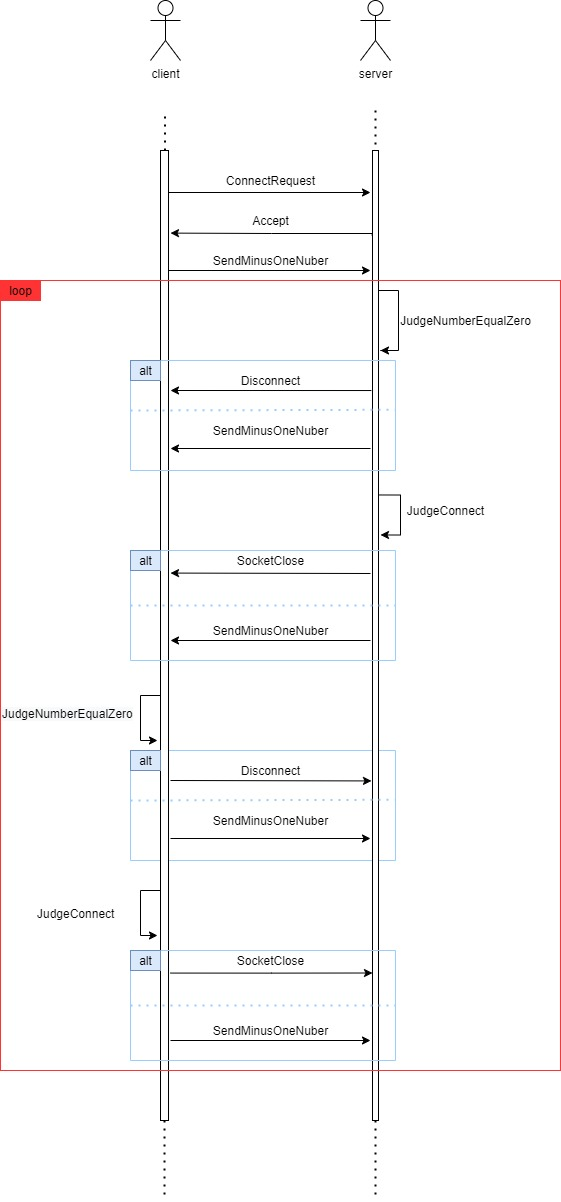 client
server
ConnectRequest
Accept
SendMinusOneNuber
loop
JudgeNumberEqualZero
alt
Disconnect
SendMinusOneNuber
JudgeConnect
alt
SocketClose
SendMinusOneNuber
JudgeNumberEqualZero
alt
Disconnect
SendMinusOneNuber
JudgeConnect
alt
SocketClose
SendMinusOneNuber